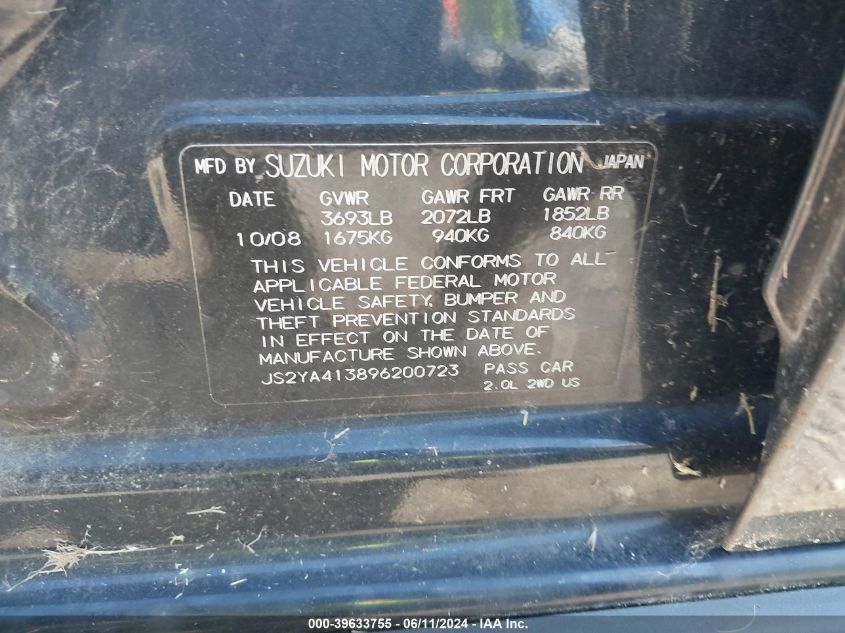 MFD BY SUZUKI MOTOR CORPORATION JAPAN
DATE GVWR GAWR FRT GAWR RR
3693LB 2072LB 1852LB
10/08 1675KG 940KG 840KG
THIS VEHICLE CONFORMS TO ALL
APPLICABLE FEDERAL MOTOR
VEHICLE SAFETY, BUMPER AND
THEFT PREVENTION STANDARDS
IN EFFECT ON THE DATE OF
MANUFACTURE SHOWN ABOVE.
JS2YA413896200723 PASS CAR
2.0L 2WD US
000-39633755 - 06/11/2024 - IAA Inc.